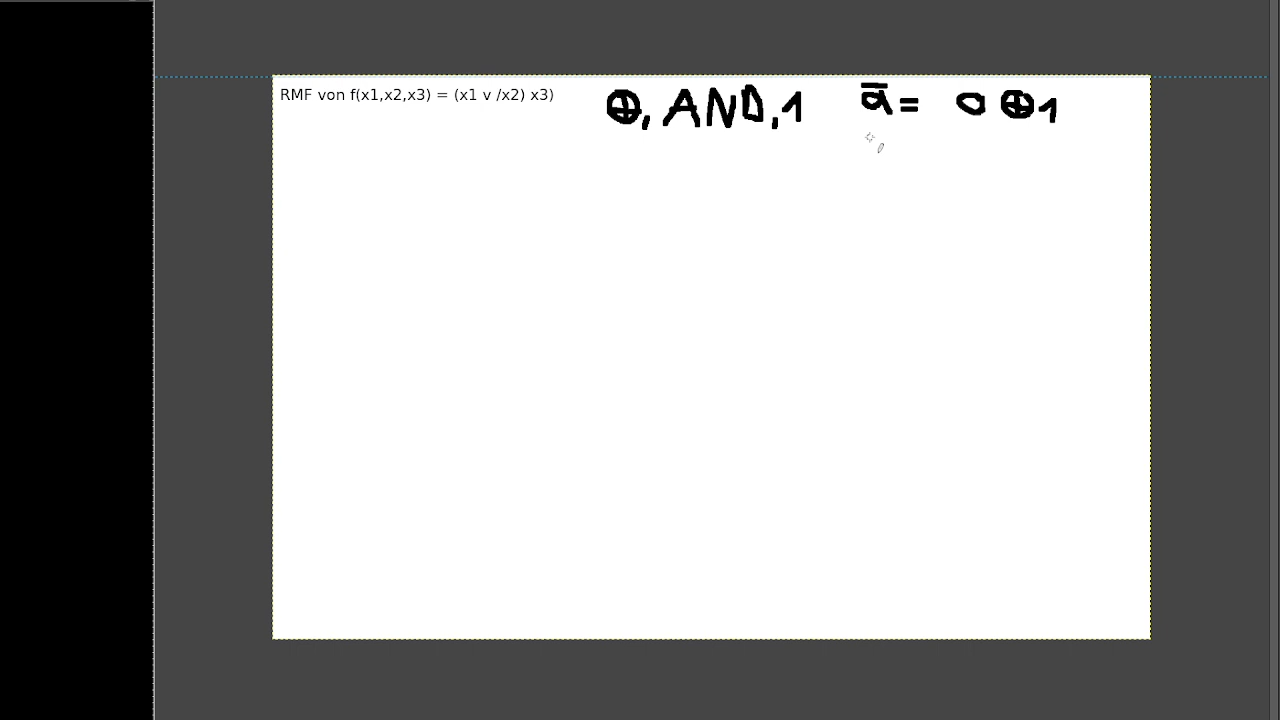 RMF von f(x1,x2,x3) = (x1 v /x2) x3) ⊕, AND, 1 a̅ = a ⊕ 1